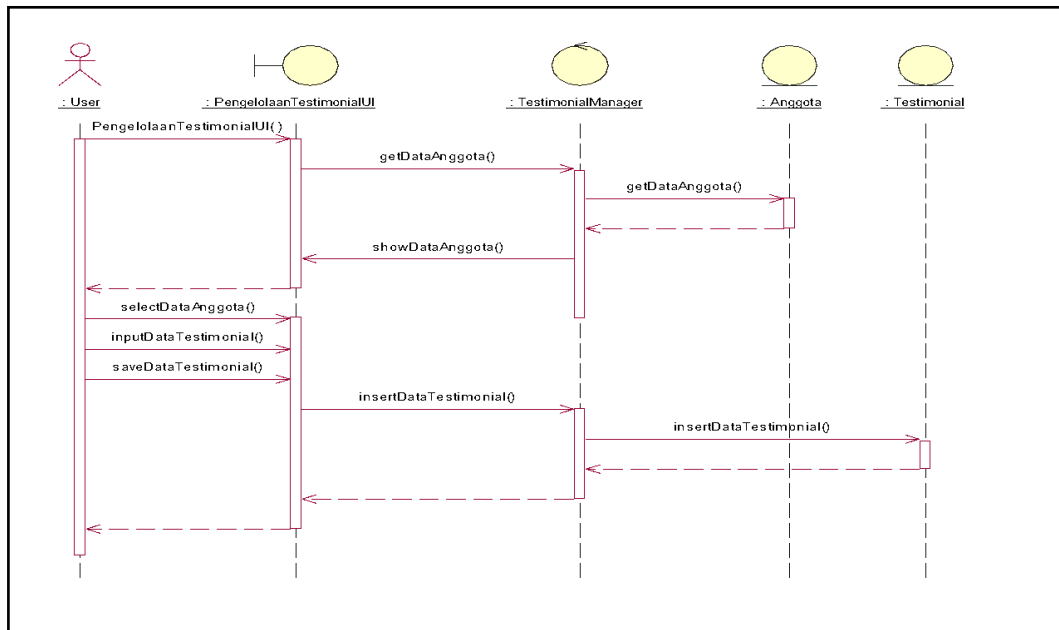 : User
: PengelolaanTestimonialUI
: TestimonialManager
: Anggota
: Testimonial
PengelolaanTestimonialUI()
getDataAnggota()
getDataAnggota()
showDataAnggota()
selectDataAnggota()
inputDataTestimonial()
saveDataTestimonial()
insertDataTestimonial()
insertDataTestimonial()